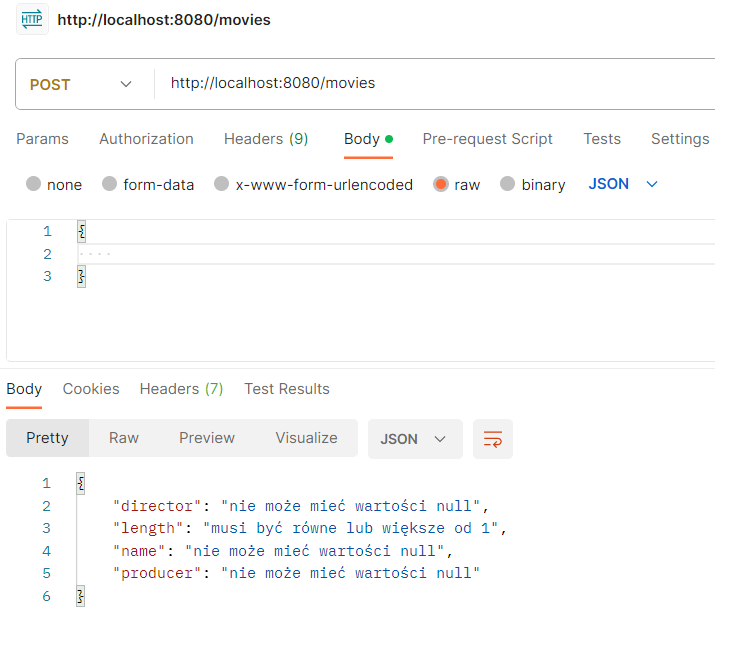 HTTP http://localhost:8080/movies
POST http://localhost:8080/movies
Params Authorization Headers (9) Body Pre-request Script Tests Settings
none form-data x-www-form-urlencoded raw binary JSON
1 {
2 ····
3 }
Body Cookies Headers (7) Test Results
Pretty Raw Preview Visualize JSON
1 {
2 "director": "nie może mieć wartości null",
3 "length": "musi być równe lub większe od 1",
4 "name": "nie może mieć wartości null",
5 "producer": "nie może mieć wartości null"
6 }